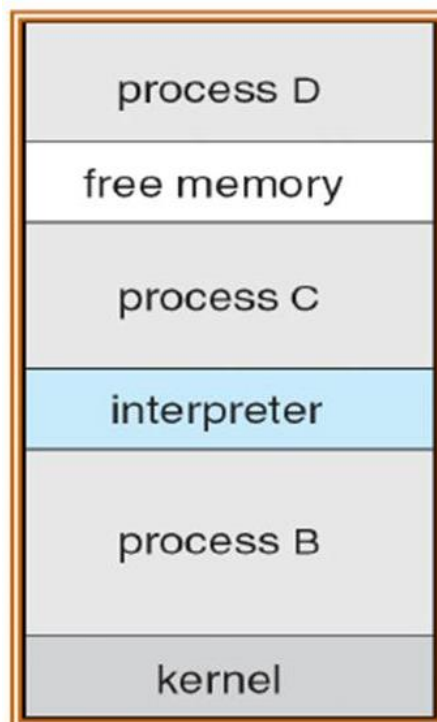 process D
free memory
process C
interpreter
process B
kernel